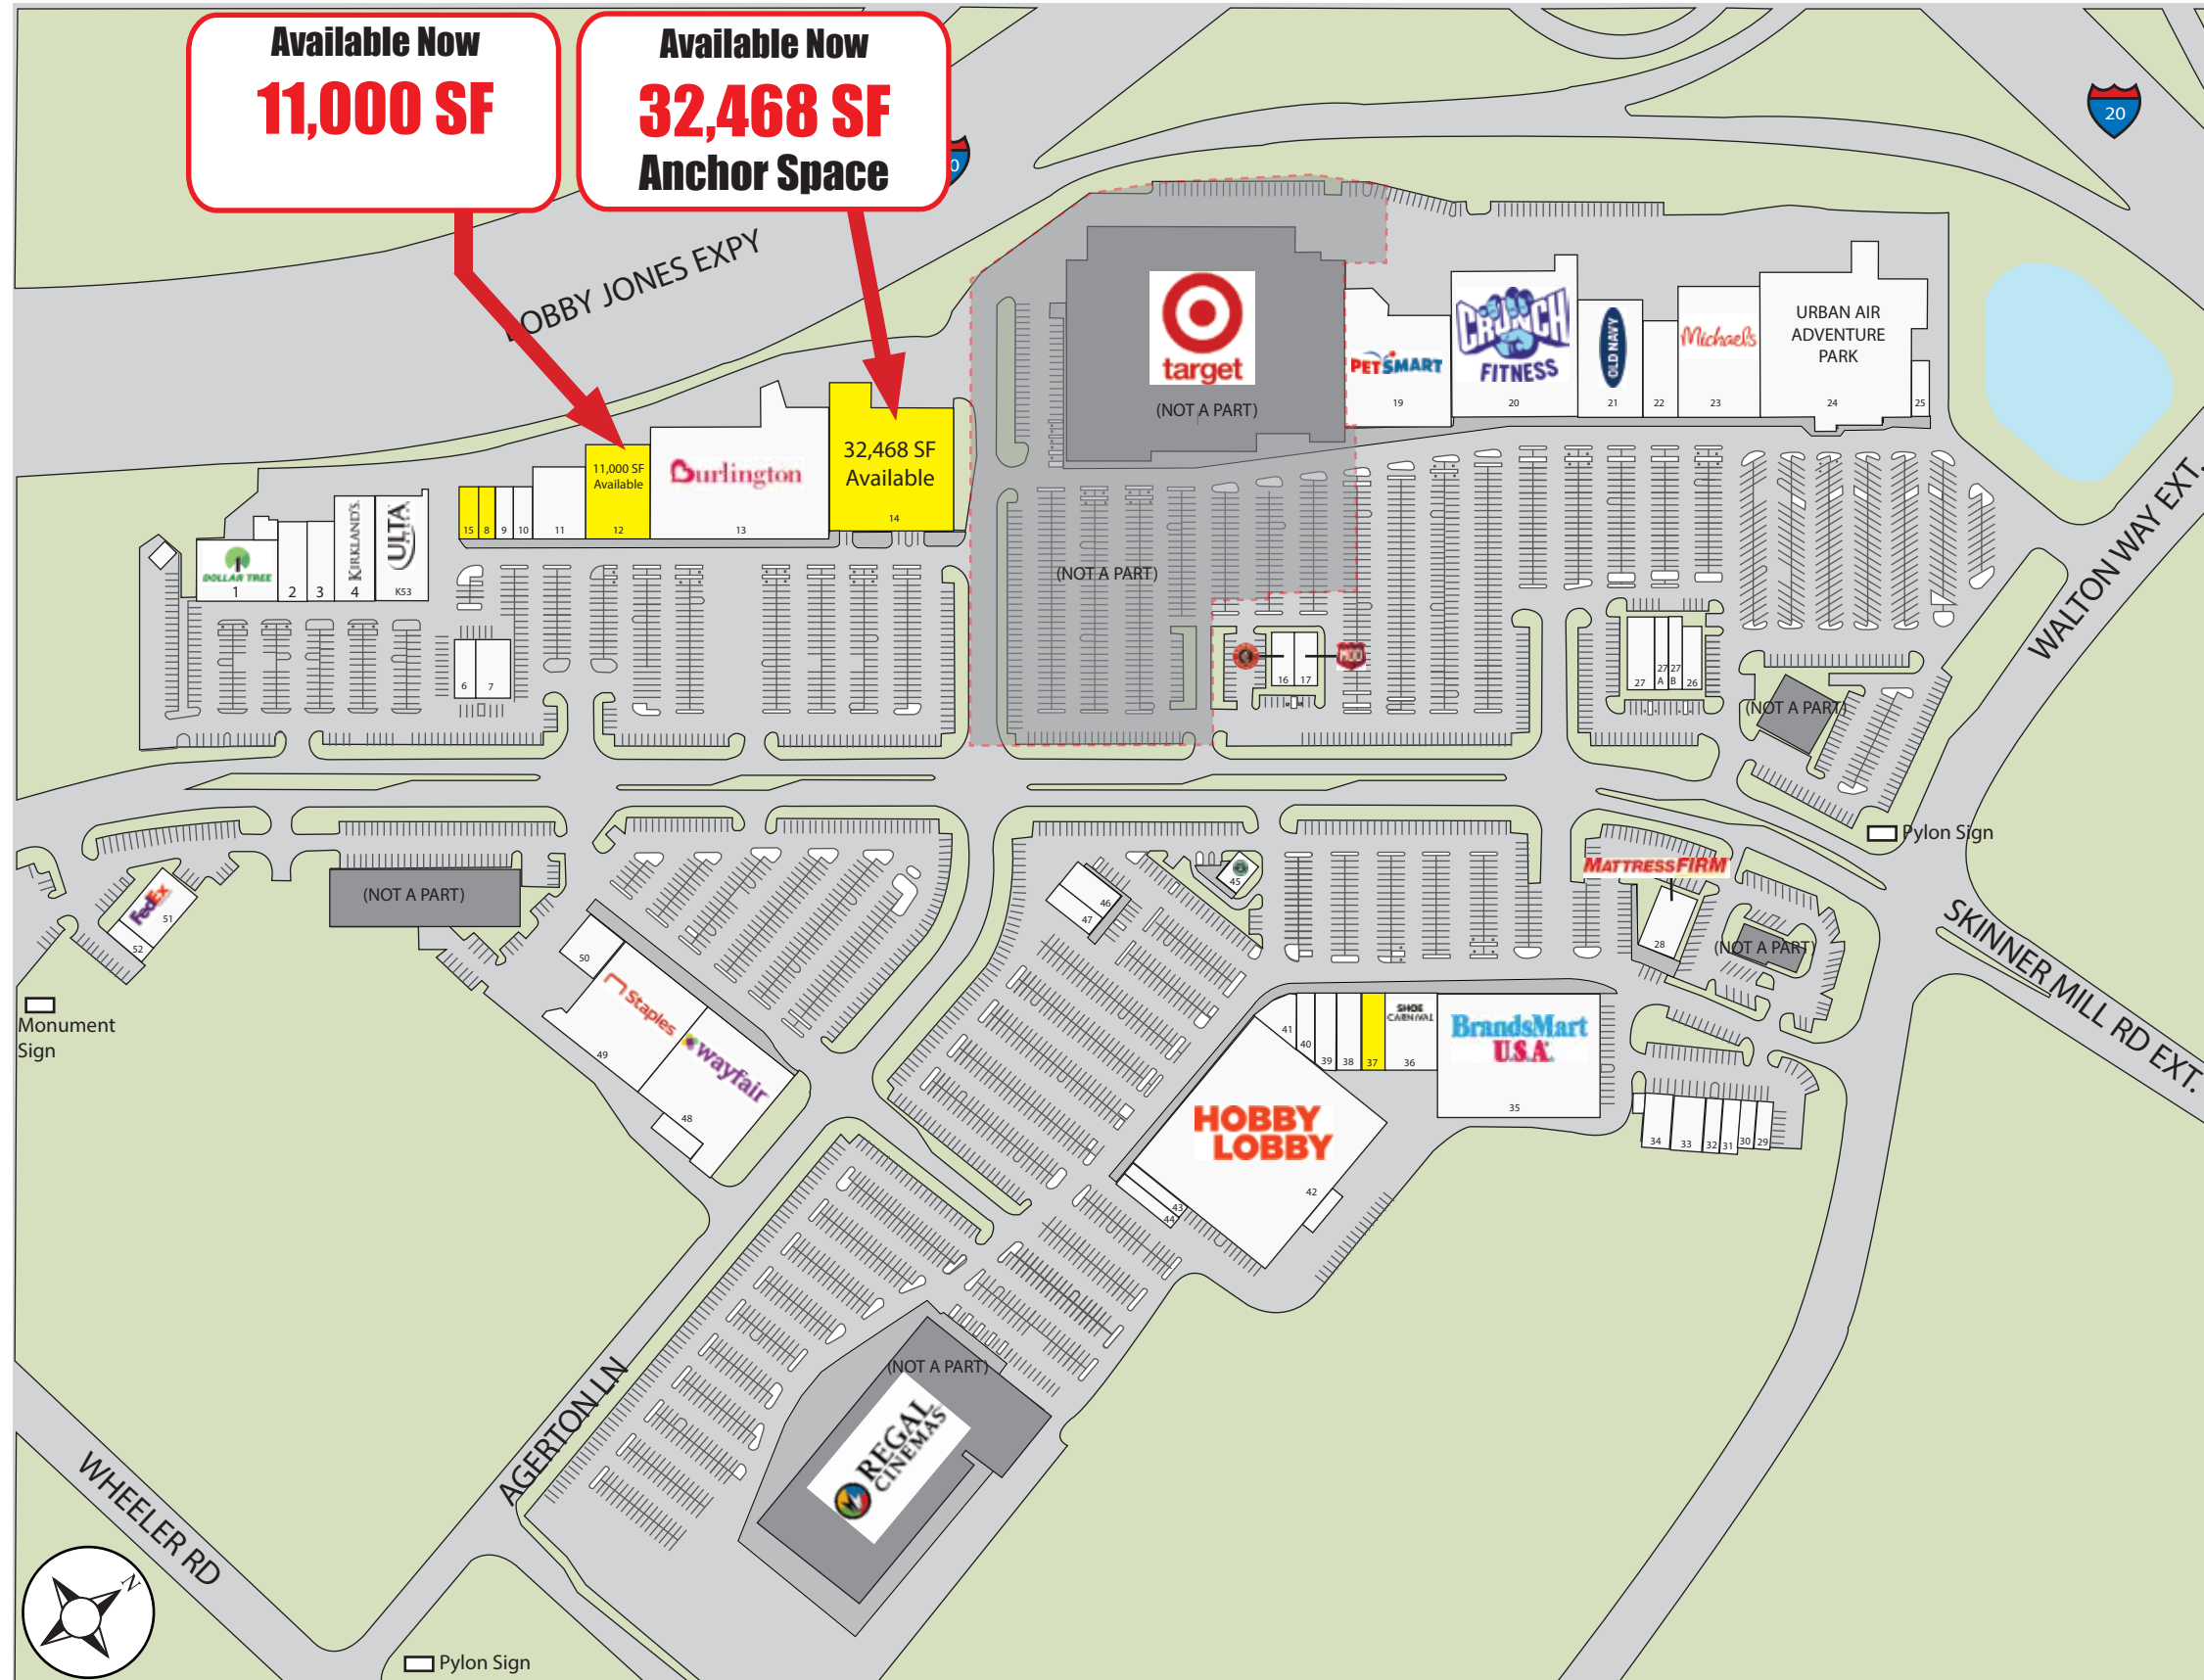 Available Now
11,000 SF
Available Now
32,468 SF
Anchor Space
20
0
BOBBY JONES EXPY
target
(NOT A PART)
PETSMART
19
CRUNCH
FITNESS
20
OLD NAVY
21
22
Michaels
23
URBAN AIR
ADVENTURE
PARK
24
25
DOLLAR TREE
1
2
3
KIRKLAND'S
4
ULTA
K53
15
8
9
10
11
11,000 SF
Available
12
Burlington
13
32,468 SF
Available
14
(NOT A PART)
6
7
16
17
MOD
27
27
A
27
B
26
(NOT A PART)
WALTON WAY EXT.
Pylon Sign
SKINNER MILL RD EXT.
FedEx
51
52
(NOT A PART)
Monument
Sign
50
Staples
49
wayfair
48
46
47
45
MATTRESSFIRM
28
(NOT A PART)
41
40
39
38
37
SHOE
CARNIVAL
36
BrandsMart
U.S.A.
35
34
33
32
31
30
29
HOBBY
LOBBY
42
43
44
(NOT A PART)
REGAL
CINEMAS
AGERTON LN
WHEELER RD
N
Pylon Sign